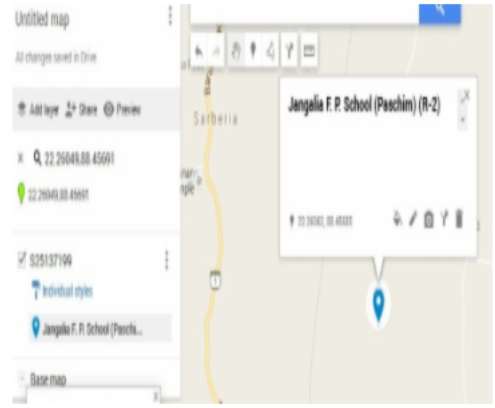 Untitled map
All changes saved in Drive
Add layer
Share
Preview
22.26049,88.45691
22.26049,88.45691
S25137199
Individual styles
Jangalia F. P. School (Paschi...
Base map
Sarberia
Jangalia F. P. School (Paschim) (R-2)